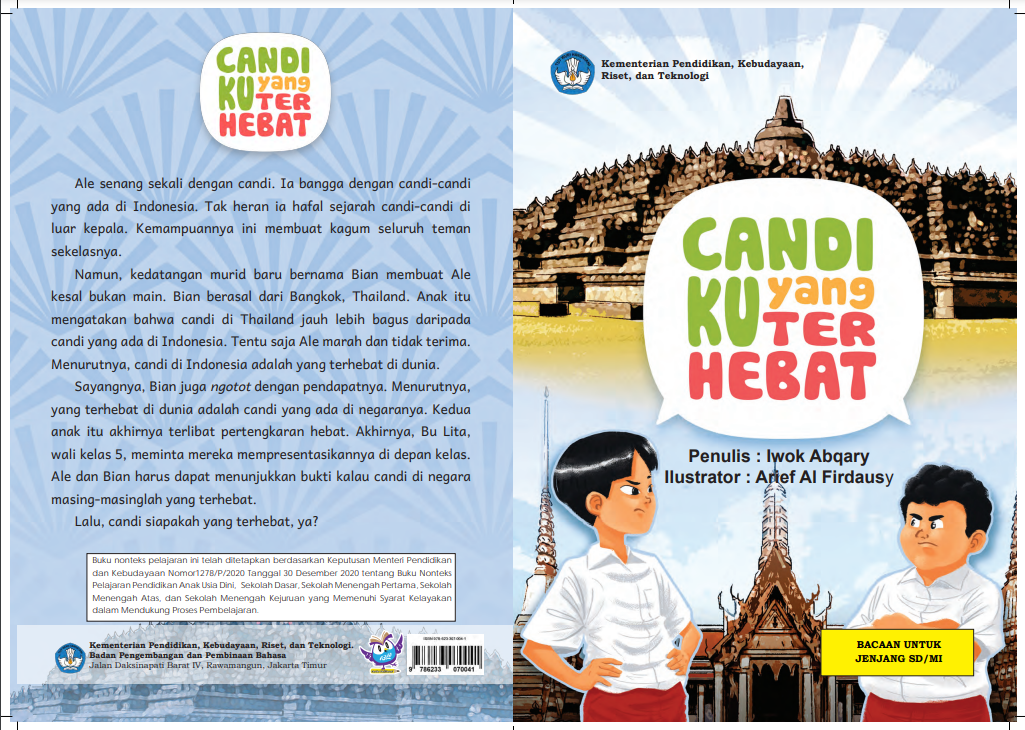 CANDI
KU yang
TER
HEBAT
Ale senang sekali dengan candi. Ia bangga dengan candi-candi
yang ada di Indonesia. Tak heran ia hafal sejarah candi-candi di
luar kepala. Kemampuannya ini membuat kagum seluruh teman
sekelasnya.
Namun, kedatangan murid baru bernama Bian membuat Ale
kesal bukan main. Bian berasal dari Bangkok, Thailand. Anak itu
mengatakan bahwa candi di Thailand jauh lebih bagus daripada
candi yang ada di Indonesia. Tentu saja Ale marah dan tidak terima.
Menurutnya, candi di Indonesia adalah yang terhebat di dunia.
Sayangnya, Bian juga ngotot dengan pendapatnya. Menurutnya,
yang terhebat di dunia adalah candi yang ada di negaranya. Kedua
anak itu akhirnya terlibat pertengkaran hebat. Akhirnya, Bu Lita,
wali kelas 5, meminta mereka mempresentasikannya di depan kelas.
Ale dan Bian harus dapat menunjukkan bukti kalau candi di negara
masing-masinglah yang terhebat.
Lalu, candi siapakah yang terhebat, ya?
Buku nonteks pelajaran ini telah ditetapkan berdasarkan Keputusan Menteri Pendidikan
dan Kebudayaan Nomor1278/P/2020 Tanggal 30 Desember 2020 tentang Buku Nonteks
Pelajaran Pendidikan Anak Usia Dini, Sekolah Dasar, Sekolah Menengah Pertama, Sekolah
Menengah Atas, dan Sekolah Menengah Kejuruan yang Memenuhi Syarat Kelayakan
dalam Mendukung Proses Pembelajaran.
Kementerian Pendidikan, Kebudayaan, Riset, dan Teknologi.
Badan Pengembangan dan Pembinaan Bahasa
Jalan Daksinapati Barat IV, Rawamangun, Jakarta Timur
9 786233 070041
Kementerian Pendidikan, Kebudayaan,
Riset, dan Teknologi
CANDI
KU yang
TER
HEBAT
Penulis : Iwok Abqary
Ilustrator : Arief Al Firdausy
BACAAN UNTUK
JENJANG SD/MI